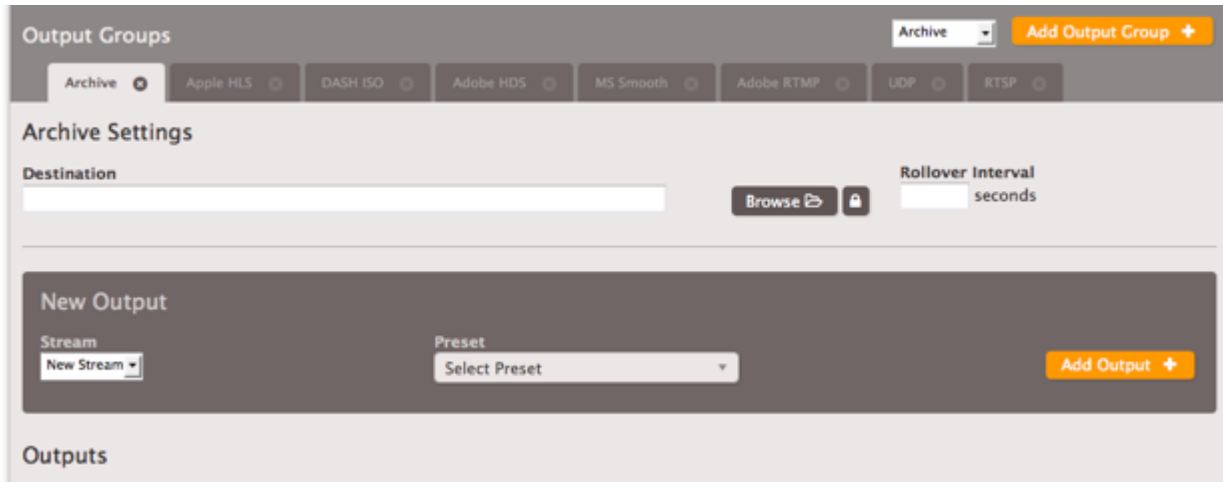 Output Groups
Archive
Add Output Group
Archive
Apple HLS
DASH ISO
Adobe HDS
MS Smooth
Adobe RTMP
UDP
RTSP
Archive Settings
Destination
Rollover Interval
Browse
seconds
New Output
Stream
Preset
New Stream
Select Preset
Add Output
Outputs